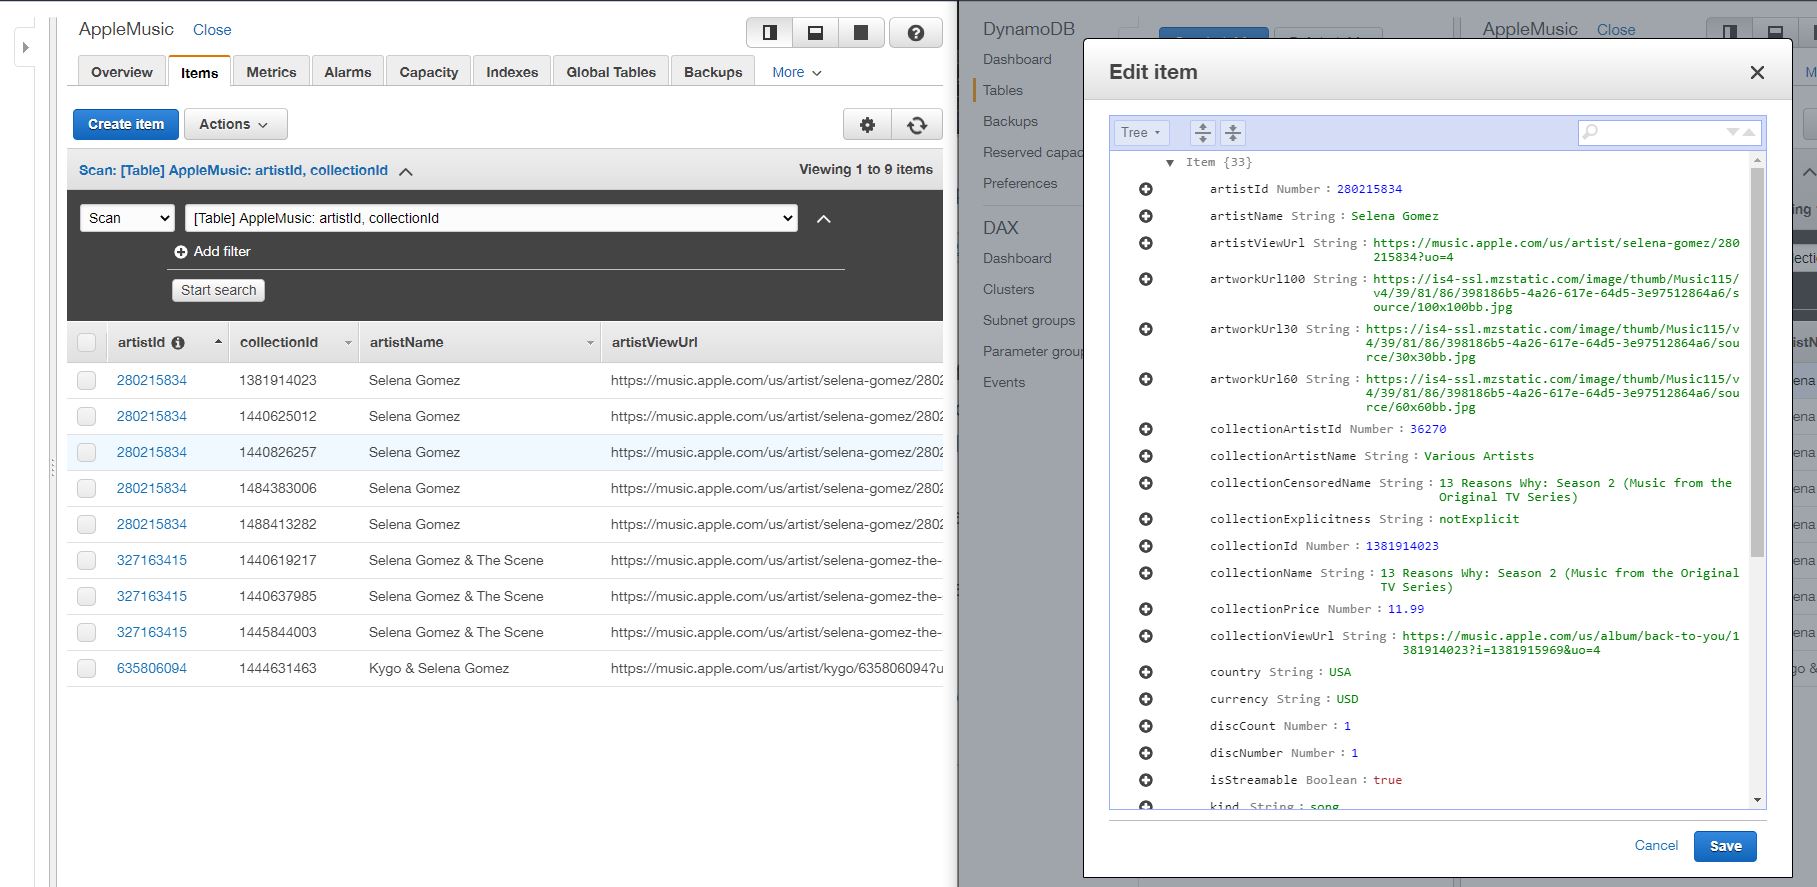 AppleMusic Close
Overview Items Metrics Alarms Capacity Indexes Global Tables Backups More
Create item Actions
Scan: [Table] AppleMusic: artistId, collectionId Viewing 1 to 9 items
Scan [Table] AppleMusic: artistId, collectionId
Add filter
Start search
artistId collectionId artistName artistViewUrl
280215834 1381914023 Selena Gomez https://music.apple.com/us/artist/selena-gomez/2802
280215834 1440625012 Selena Gomez https://music.apple.com/us/artist/selena-gomez/2802
280215834 1440826257 Selena Gomez https://music.apple.com/us/artist/selena-gomez/2802
280215834 1484383006 Selena Gomez https://music.apple.com/us/artist/selena-gomez/2802
280215834 1488413282 Selena Gomez https://music.apple.com/us/artist/selena-gomez/2802
327163415 1440619217 Selena Gomez & The Scene https://music.apple.com/us/artist/selena-gomez-the-
327163415 1440637985 Selena Gomez & The Scene https://music.apple.com/us/artist/selena-gomez-the-
327163415 1445844003 Selena Gomez & The Scene https://music.apple.com/us/artist/selena-gomez-the-
635806094 1444631463 Kygo & Selena Gomez https://music.apple.com/us/artist/kygo/635806094?u
DynamoDB
Dashboard
Tables
Backups
Reserved capac
Preferences
DAX
Dashboard
Clusters
Subnet groups
Parameter group
Events
AppleMusic Close
Edit item
Tree
Item {33}
artistId Number : 280215834
artistName String : Selena Gomez
artistViewUrl String : https://music.apple.com/us/artist/selena-gomez/280
215834?uo=4
artworkUrl100 String : https://is4-ssl.mzstatic.com/image/thumb/Music115/
v4/39/81/86/398186b5-4a26-617e-64d5-3e97512864a6/s
ource/100x100bb.jpg
artworkUrl30 String : https://is4-ssl.mzstatic.com/image/thumb/Music115/v
4/39/81/86/398186b5-4a26-617e-64d5-3e97512864a6/sou
rce/30x30bb.jpg
artworkUrl60 String : https://is4-ssl.mzstatic.com/image/thumb/Music115/v
4/39/81/86/398186b5-4a26-617e-64d5-3e97512864a6/sou
rce/60x60bb.jpg
collectionArtistId Number : 36270
collectionArtistName String : Various Artists
collectionCensoredName String : 13 Reasons Why: Season 2 (Music from the
Original TV Series)
collectionExplicitness String : notExplicit
collectionId Number : 1381914023
collectionName String : 13 Reasons Why: Season 2 (Music from the Original
TV Series)
collectionPrice Number : 11.99
collectionViewUrl String : https://music.apple.com/us/album/back-to-you/1
381914023?i=1381915969&uo=4
country String : USA
currency String : USD
discCount Number : 1
discNumber Number : 1
isStreamable Boolean : true
kind String : song
Cancel Save